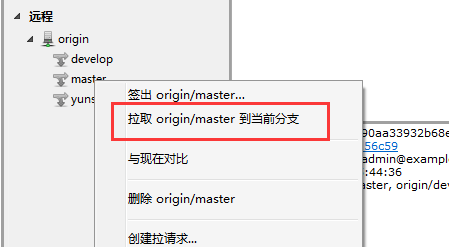 远程
origin
develop
master
yuns
签出 origin/master...
拉取 origin/master 到当前分支
与现在对比
删除 origin/master
创建拉请求...
90aa33932b68e
56c59
admin@example
:44:36
aster, origin/dev